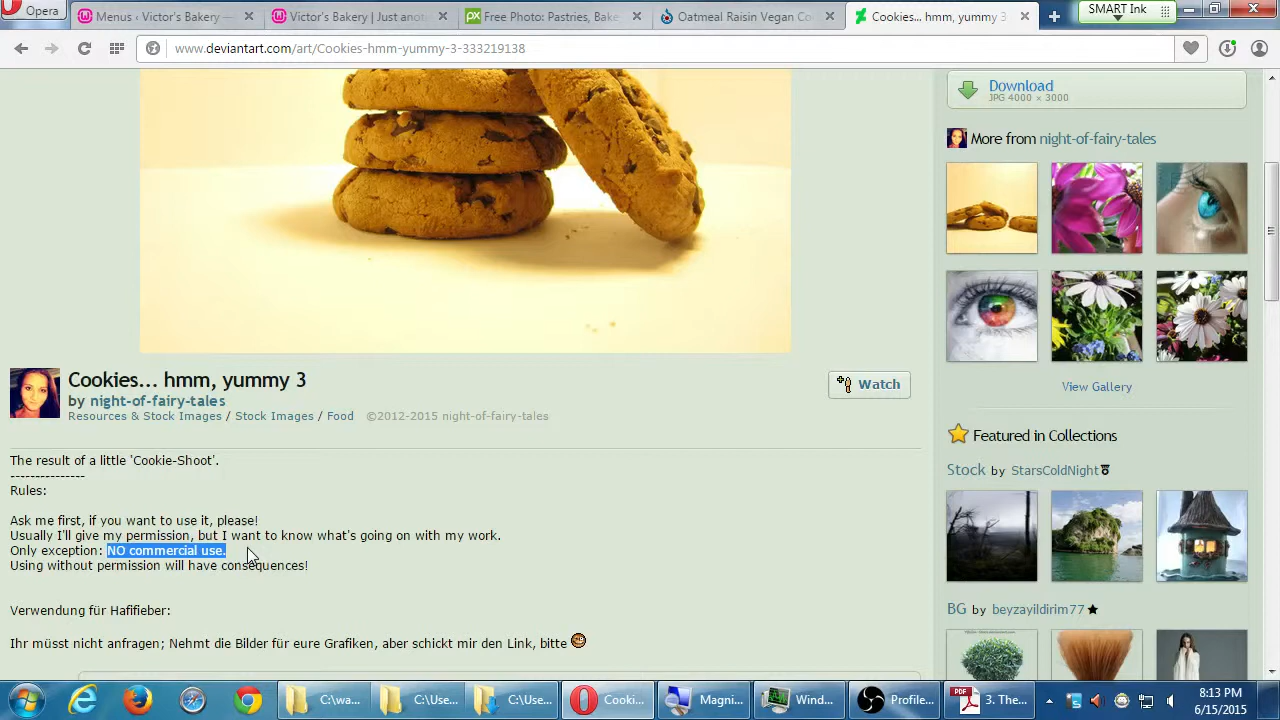 Opera
Menus ‹ Victor's Bakery —
Victor's Bakery | Just anot
Free Photo: Pastries, Bake
Oatmeal Raisin Vegan Co
Cookies... hmm, yummy 3
SMART Ink
www.deviantart.com/art/Cookies-hmm-yummy-3-333219138
Download
JPG 4000 × 3000
More from night-of-fairy-tales
View Gallery
Cookies... hmm, yummy 3
by night-of-fairy-tales
Resources & Stock Images / Stock Images / Food ©2012-2015 night-of-fairy-tales
Watch
Featured in Collections
Stock by StarsColdNight
The result of a little 'Cookie-Shoot'.
---------------
Rules:
Ask me first, if you want to use it, please!
Usually I'll give my permission, but I want to know what's going on with my work.
Only exception: NO commercial use.
Using without permission will have consequences!
Verwendung für Hafifieber:
Ihr müsst nicht anfragen; Nehmt die Bilder für eure Grafiken, aber schickt mir den Link, bitte
BG by beyzayildirim77
C:\wa...
C:\Use...
C:\Use...
Cooki...
Magni...
Wind...
Profile...
PDF
3. The...
8:13 PM
6/15/2015